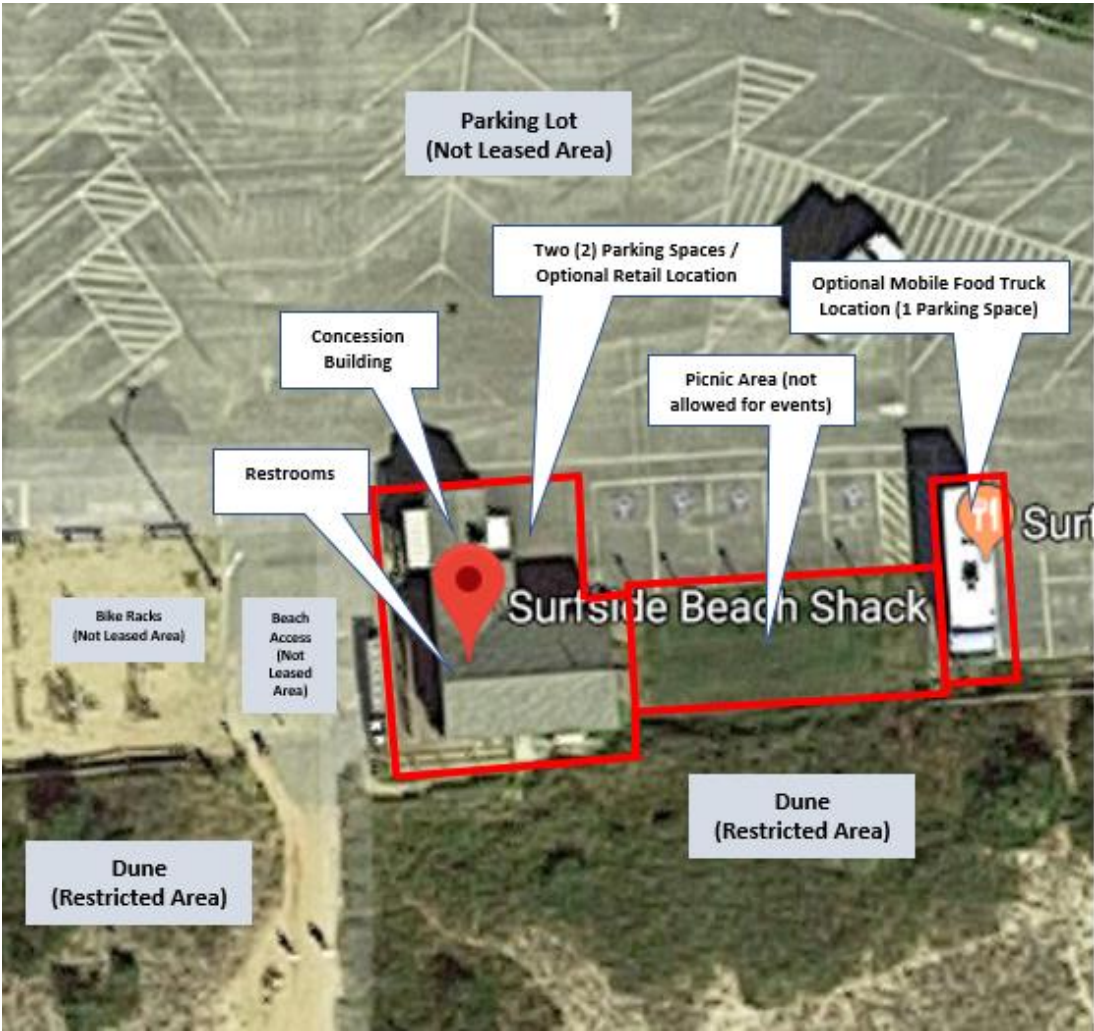 Parking Lot
(Not Leased Area)
Two (2) Parking Spaces /
Optional Retail Location
Optional Mobile Food Truck
Location (1 Parking Space)
Concession
Building
Picnic Area (not
allowed for events)
Restrooms
Surf
Surfside Beach Shack
Bike Racks
(Not Leased Area)
Beach
Access
(Not
Leased
Area)
Dune
(Restricted Area)
Dune
(Restricted Area)